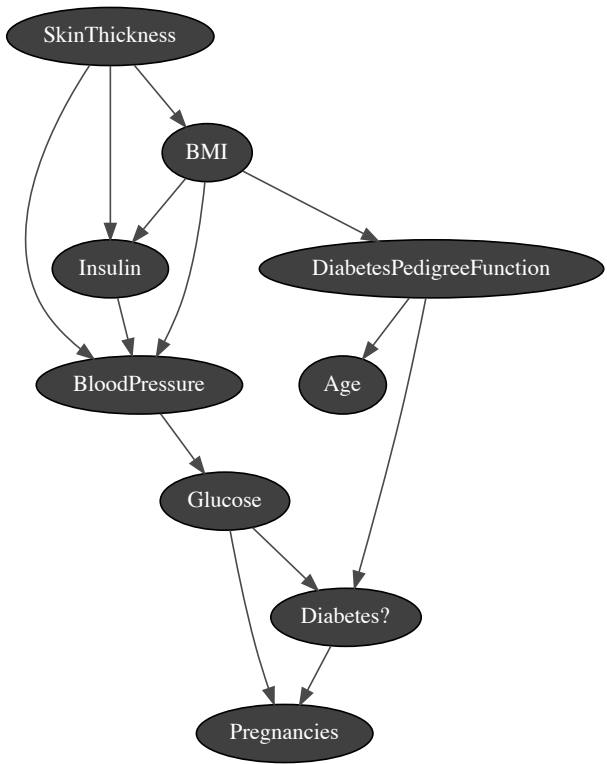 SkinThickness
BMI
Insulin
DiabetesPedigreeFunction
BloodPressure
Age
Glucose
Diabetes?
Pregnancies